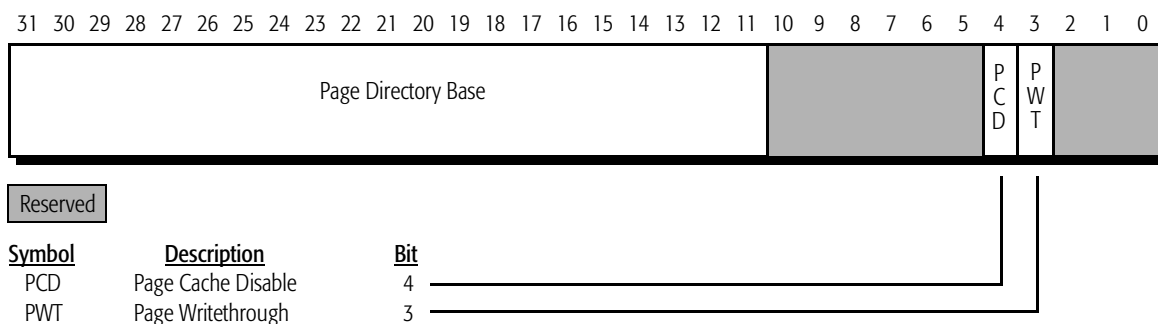 31 30 29 28 27 26 25 24 23 22 21 20 19 18 17 16 15 14 13 12 11 10 9 8 7 6 5 4 3 2 1 0
Page Directory Base
P C D
P W T
Reserved
Symbol Description Bit
PCD Page Cache Disable 4
PWT Page Writethrough 3